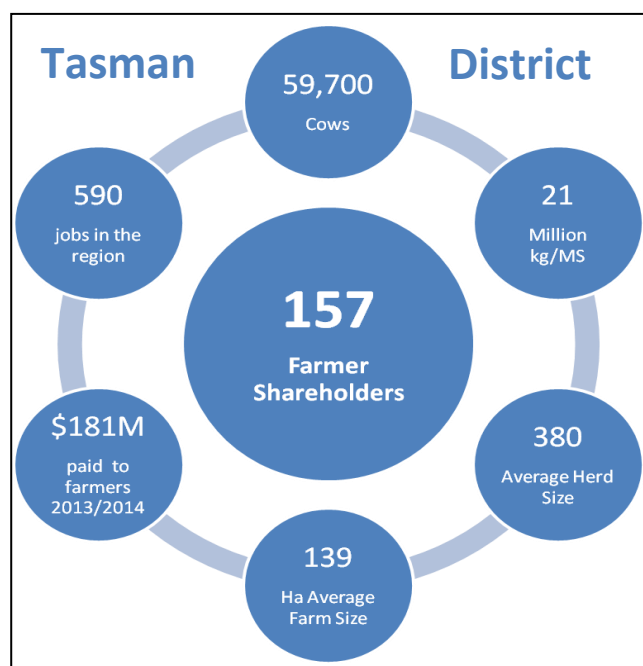 Tasman District
59,700
Cows
21
Million
kg/MS
380
Average Herd
Size
139
Ha Average
Farm Size
$181M
paid to
farmers
2013/2014
590
jobs in the
region
157
Farmer
Shareholders